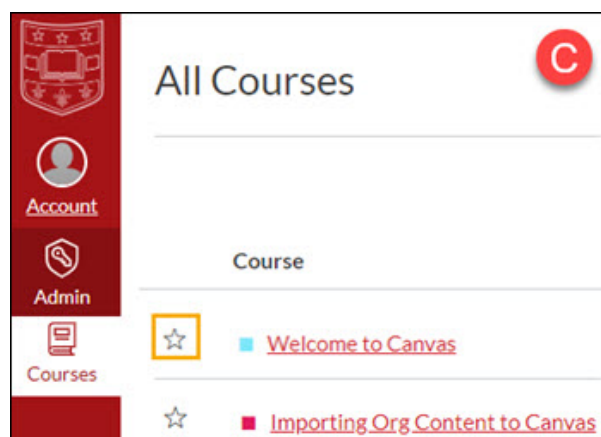 All Courses
C
Account
Admin
Courses
Course
Welcome to Canvas
Importing Org Content to Canvas